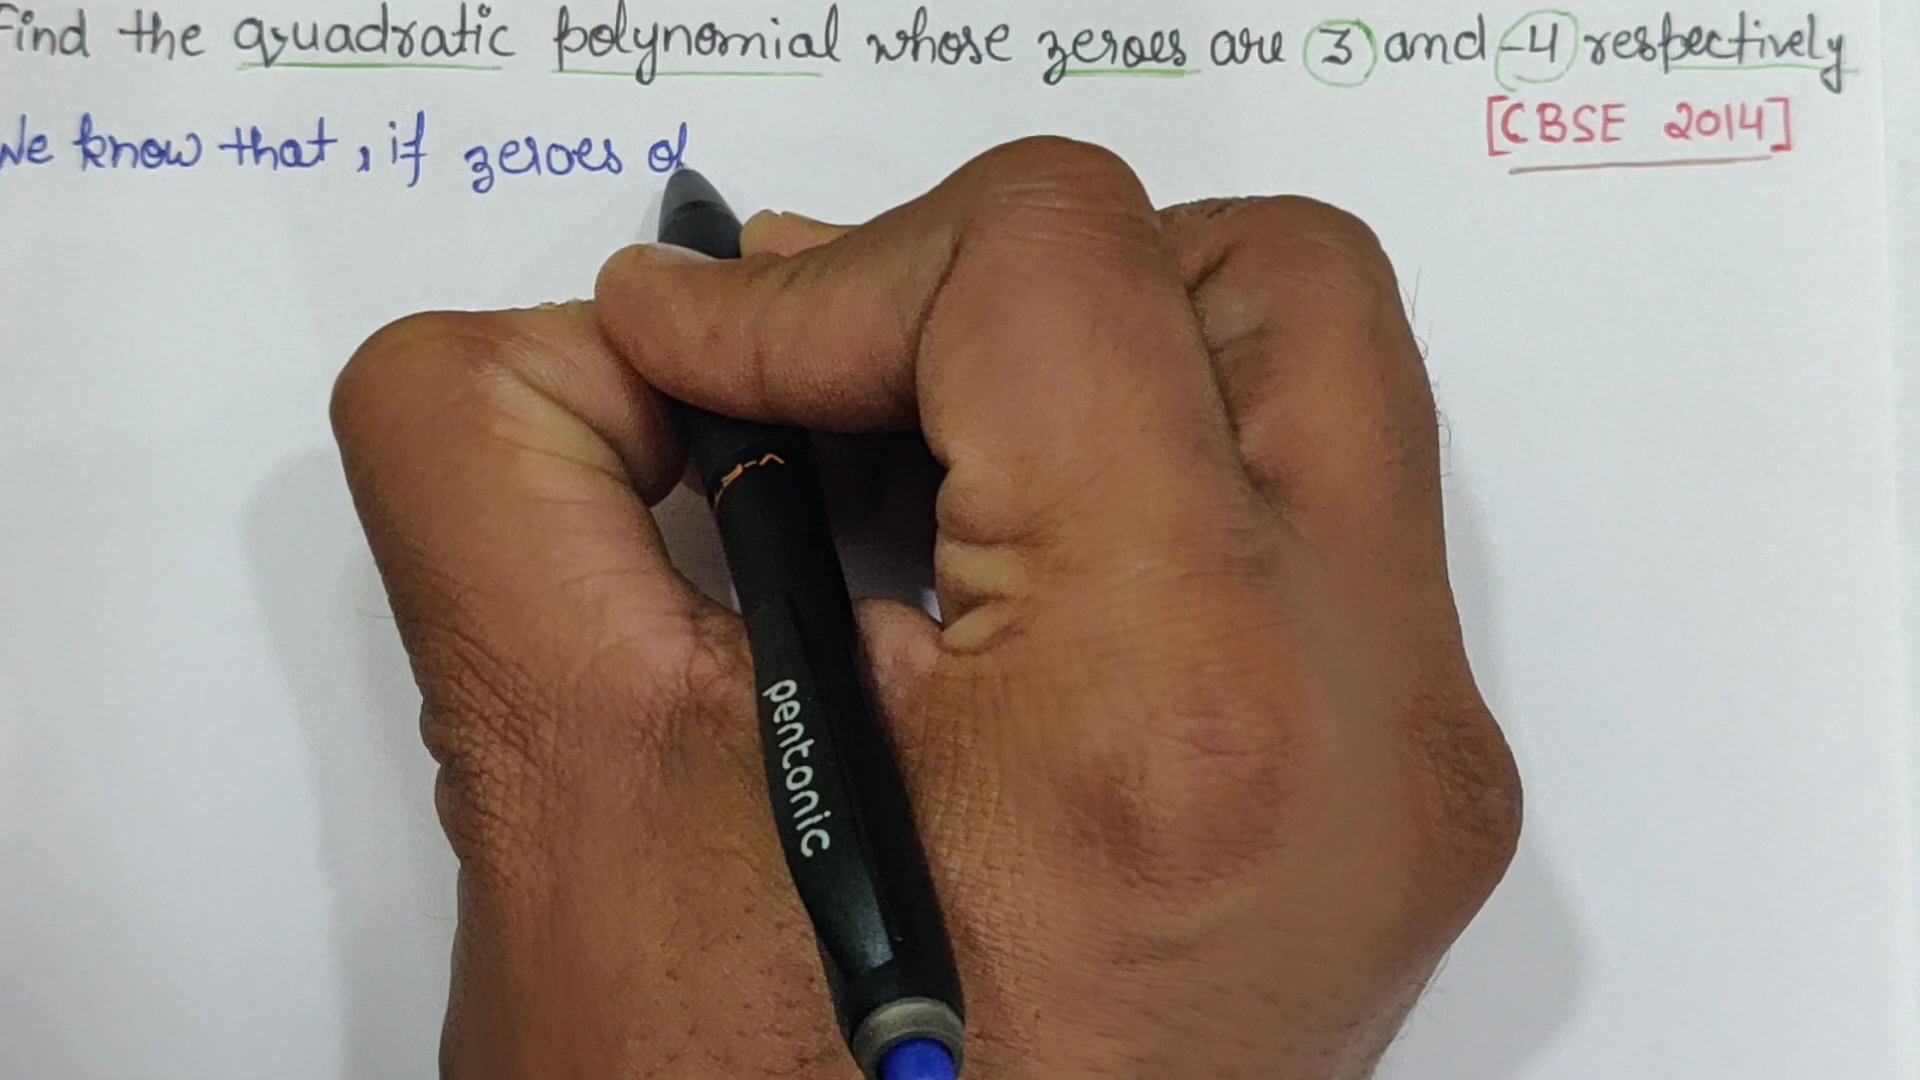 Find the quadratic polynomial whose zeroes are 3 and -4 respectively
[CBSE 2014]
We know that, if zeroes of
pentonic